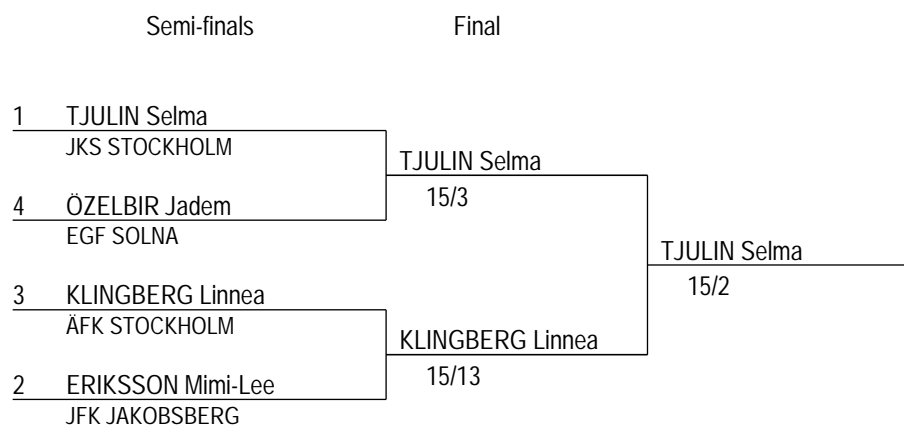 Semi-finals Final
1 TJULIN Selma
JKS STOCKHOLM
TJULIN Selma
15/3
4 ÖZELBIR Jadem
EGF SOLNA
TJULIN Selma
15/2
3 KLINGBERG Linnea
ÄFK STOCKHOLM
KLINGBERG Linnea
15/13
2 ERIKSSON Mimi-Lee
JFK JAKOBSBERG